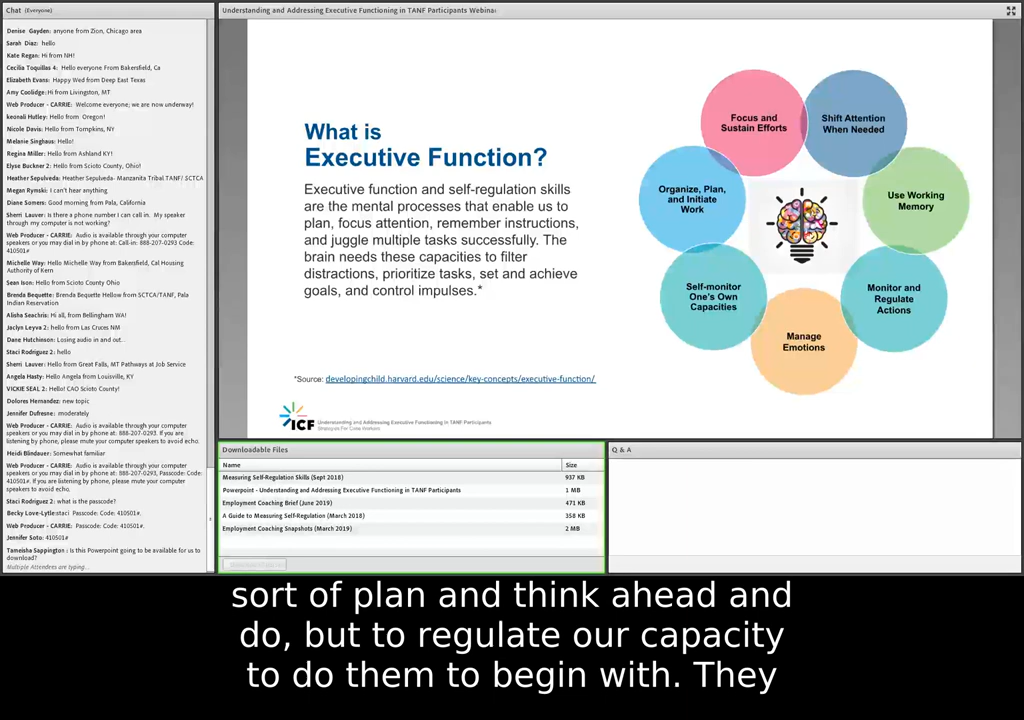 Chat (Everyone)
Denise Gayden: anyone from Zion, Chicago area
Sarah Diaz: hello
Kate Regan: Hi from NH!
Cecilia Toquillas 4: Hello everyone From Bakersfield, Ca
Elizabeth Evans: Happy Wed from Deep East Texas
Amy Coolidge: Hi from Livingston, MT
Web Producer - CARRIE: Welcome everyone; we are now underway!
keonali Hutley: Hello from Oregon!
Nicole Davis: Hello from Tompkins, NY
Melanie Singhaus: Hello!
Regina Miller: Hello from Ashland KY!
Elyse Buckner 2: Hello from Scioto County, Ohio!
Heather Sepulveda: Heather Sepulveda- Manzanita Tribal TANF/ SCTCA
Megan Rymski: I can't hear anything
Diane Somers: Good morning from Pala, California
Sherri Lauver: Is there a phone number I can call in. My speaker
through my computer is not working?
Web Producer - CARRIE: Audio is available through your computer
speakers or you may dial in by phone at: Call-in: 888-207-0293 Code:
410501#
Michelle Way: Hello Michelle Way from Bakersfield, Cal Housing
Authority of Kern
Sean Ison: Hello from Scioto County Ohio
Brenda Bequette: Brenda Bequette Hellow from SCTCA/TANF, Pala
Indian Reservation
Alisha Seachris: Hi all, from Bellingham WA!
Jaclyn Leyva 2: hello from Las Cruces NM
Dane Hutchinson: Losing audio in and out..
Staci Rodriguez 2: hello
Sherri Lauver: Hello from Great Falls, MT Pathways at Job Service
Angela Hasty: Hello Angela from Louisville, KY
VICKIE SEAL 2: Hello! CAO Scioto County!
Dolores Hernandez: new topic
Jennifer Dufresne: moderately
Web Producer - CARRIE: Audio is available through your computer
speakers or you may dial in by phone at: 888-207-0293. If you are
listening by phone, please mute your computer speakers to avoid echo.
Heidi Blindauer: Somewhat familiar
Web Producer - CARRIE: Audio is available through your computer
speakers or you may dial in by phone at: 888-207-0293, Passcode: Code:
410501#. If you are listening by phone, please mute your computer
speakers to avoid echo.
Staci Rodriguez 2: what is the passcode?
Becky Love-Lytle:staci Passcode: Code: 410501#.
Web Producer - CARRIE: Passcode: Code: 410501#.
Jennifer Soto: 410501#
Tameisha Sappington : Is this Powerpoint going to be available for us to
download?
Multiple Attendees are typing...
Understanding and Addressing Executive Functioning in TANF Participants Webinar
What is
Executive Function?
Executive function and self-regulation skills
are the mental processes that enable us to
plan, focus attention, remember instructions,
and juggle multiple tasks successfully. The
brain needs these capacities to filter
distractions, prioritize tasks, set and achieve
goals, and control impulses.*
*Source: developingchild.harvard.edu/science/key-concepts/executive-function/
Focus and
Sustain Efforts
Shift Attention
When Needed
Organize, Plan,
and Initiate
Work
Use Working
Memory
Self-monitor
One's Own
Capacities
Monitor and
Regulate
Actions
Manage
Emotions
ICF
Understanding and Addressing Executive Functioning in TANF Participants
Strategies For Case Workers
Downloadable Files
Name Size
Measuring Self-Regulation Skills (Sept 2018) 937 KB
Powerpoint - Understanding and Addressing Executive Functioning in TANF Participants 1 MB
Employment Coaching Brief (June 2019) 471 KB
A Guide to Measuring Self-Regulation (March 2018) 358 KB
Employment Coaching Snapshots (March 2019) 2 MB
Q & A
sort of plan and think ahead and
do, but to regulate our capacity
to do them to begin with. They